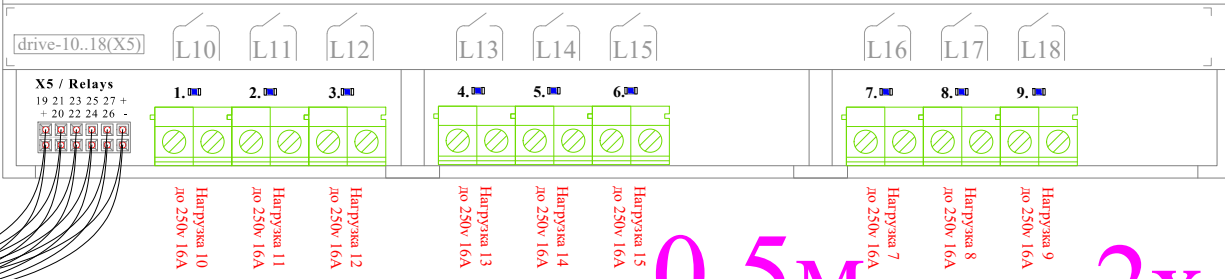 drive-10..18(X5)
L10 L11 L12 L13 L14 L15 L16 L17 L18
X5 / Relays
19 21 23 25 27 +
+ 20 22 24 26 -
1. 2. 3. 4. 5. 6. 7. 8. 9.
Нагрузка 10
до 250v 16A
Нагрузка 11
до 250v 16A
Нагрузка 12
до 250v 16A
Нагрузка 13
до 250v 16A
Нагрузка 14
до 250v 16A
Нагрузка 15
до 250v 16A
Нагрузка 7
до 250v 16A
Нагрузка 8
до 250v 16A
Нагрузка 9
до 250v 16A
0.5м 2x